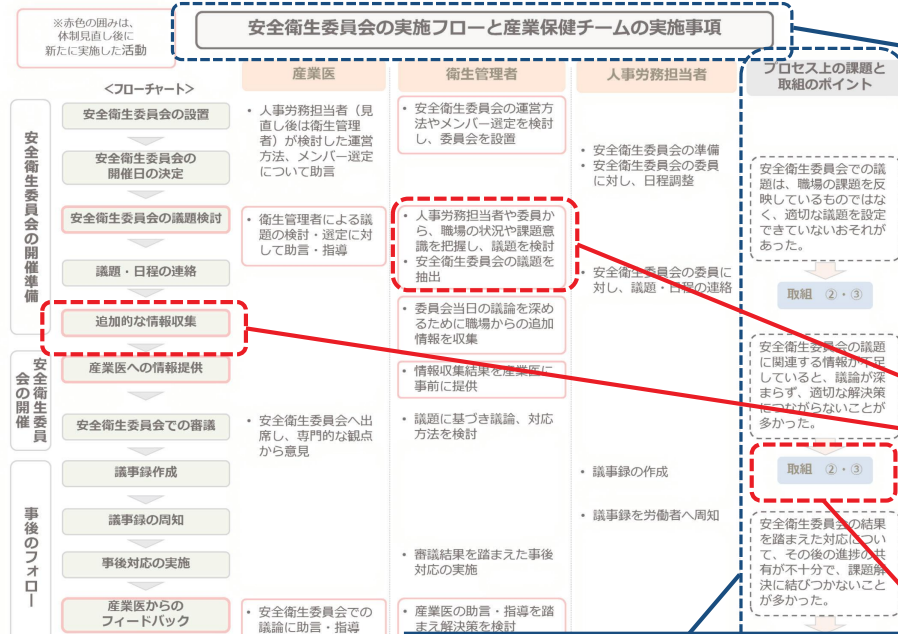 ※赤色の囲みは、
体制見直し後に
新たに実施した活動
安全衛生委員会の実施フローと産業保健チームの実施事項
<フローチャート>
産業医
衛生管理者
人事労務担当者
プロセス上の課題と
取組のポイント
安全衛生委員会の開催準備
安全衛生委員会の設置
安全衛生委員会の
開催日の決定
安全衛生委員会の議題検討
議題・日程の連絡
追加的な情報収集
安全衛生委員
会の開催
産業医への情報提供
安全衛生委員会での審議
事後のフォロー
議事録作成
議事録の周知
事後対応の実施
産業医からの
フィードバック
・ 人事労務担当者（見
直し後は衛生管理
者）が検討した運営
方法、メンバー選定
について助言
・ 衛生管理者による議
題の検討・選定に対
して助言・指導
・ 安全衛生委員会へ出
席し、専門的な観点
から意見
・ 安全衛生委員会での
議論に助言・指導
・ 安全衛生委員会の運営方
法やメンバー選定を検討
し、委員会を設置
・ 人事労務担当者や委員か
ら、職場の状況や課題意
識を把握し、議題を検討
・ 安全衛生委員会の議題を
抽出
・ 委員会当日の議論を深め
るために職場からの追加
情報を収集
・ 情報収集結果を産業医に
事前に提供
・ 議題に基づき議論、対応
方法を検討
・ 審議結果を踏まえた事後
対応の実施
・ 産業医の助言・指導を踏
まえ解決策を検討
・ 安全衛生委員会の準備
・ 安全衛生委員会の委員
に対し、日程調整
・ 安全衛生委員会の委員に
対し、議題・日程の連絡
・ 議事録の作成
・ 議事録を労働者へ周知
安全衛生委員会での議
題は、職場の課題を反
映しているものではな
く、適切な議題を設定
できていないおそれが
あった。
取組 ②・③
安全衛生委員会の議題
に関連する情報が不足
していると、議論が深
まらず、適切な解決策
につながらないことが
多かった。
取組 ②・③
安全衛生委員会の結果
を踏まえた対応につい
て、その後の進捗の共
有が不十分で、課題解
決に結びつかないこと
が多かった。